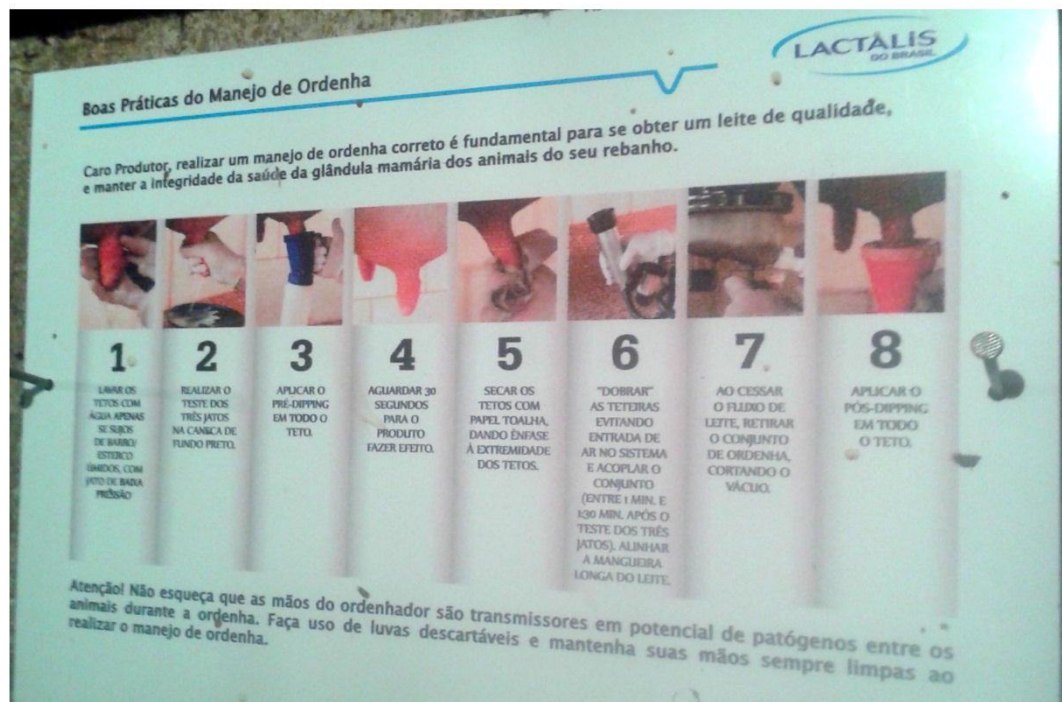 LACTALIS
DO BRASIL
Boas Práticas do Manejo de Ordenha
Caro Produtor, realizar um manejo de ordenha correto é fundamental para se obter um leite de qualidade,
e manter a integridade da saúde da glândula mamária dos animais do seu rebanho.
1
LAVAR OS
TETOS COM
ÁGUA APENAS
SE SUJOS
DE BARRO/
ESTERCO
ÚMIDOS, COM
JATO DE BAIXA
PRESSÃO
2
REALIZAR O
TESTE DOS
TRÊS JATOS
NA CANECA DE
FUNDO PRETO.
3
APLICAR O
PRÉ-DIPPING
EM TODO O
TETO.
4
AGUARDAR 30
SEGUNDOS
PARA O
PRODUTO
FAZER EFEITO.
5
SECAR OS
TETOS COM
PAPEL TOALHA,
DANDO ÊNFASE
À EXTREMIDADE
DOS TETOS.
6
"DOBRAR"
AS TETEIRAS
EVITANDO
ENTRADA DE
AR NO SISTEMA
E ACOPLAR O
CONJUNTO
(ENTRE 1 MIN. E
1:30 MIN. APÓS O
TESTE DOS TRÊS
JATOS). ALINHAR
A MANGUEIRA
LONGA DO LEITE.
7
AO CESSAR
O FLUXO DE
LEITE, RETIRAR
O CONJUNTO
DE ORDENHA,
CORTANDO O
VÁCUO.
8
APLICAR O
PÓS-DIPPING
EM TODO
O TETO.
Atenção! Não esqueça que as mãos do ordenhador são transmissores em potencial de patógenos entre os
animais durante a ordenha. Faça uso de luvas descartáveis e mantenha suas mãos sempre limpas ao
realizar o manejo de ordenha.